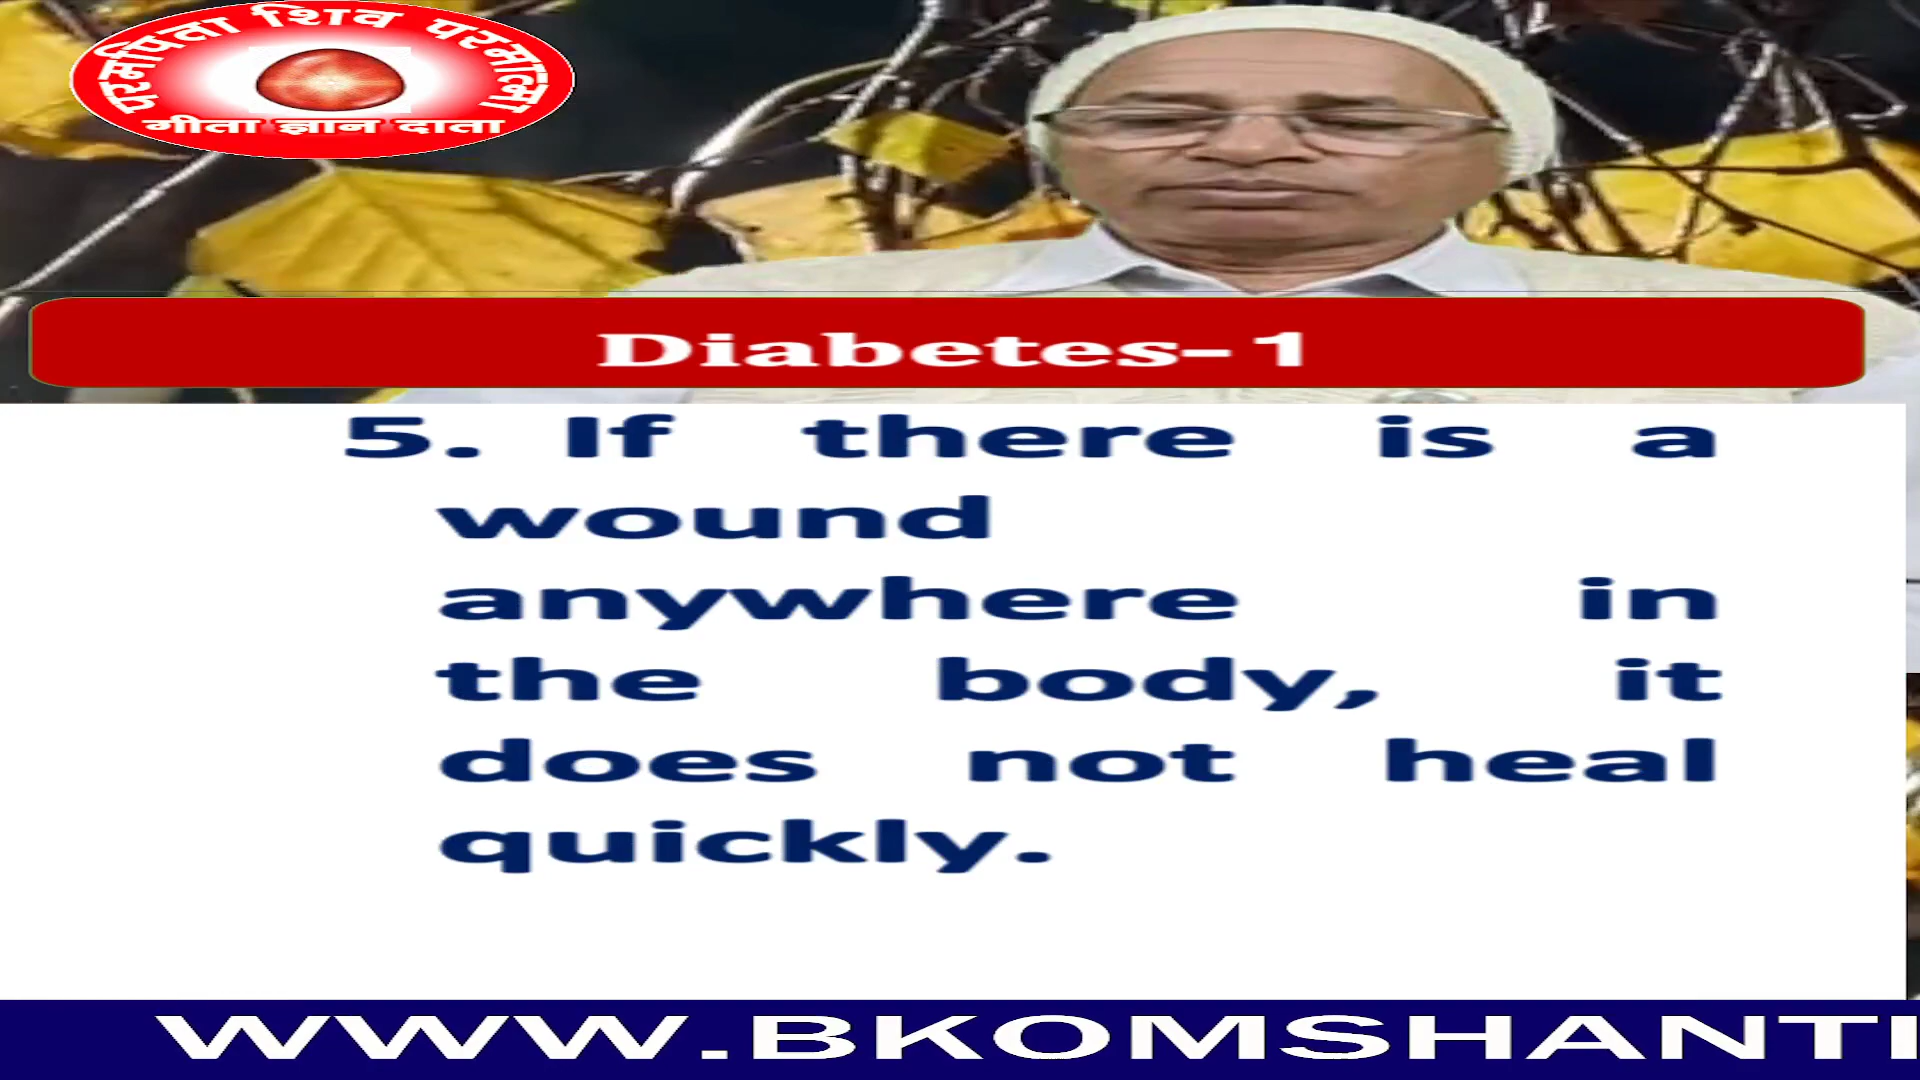 परमपिता शिव परमात्मा
गीता ज्ञान दाता
Diabetes-1
5. If there is a
wound
anywhere in
the body, it
does not heal
quickly.
WWW.BKOMSHANTI